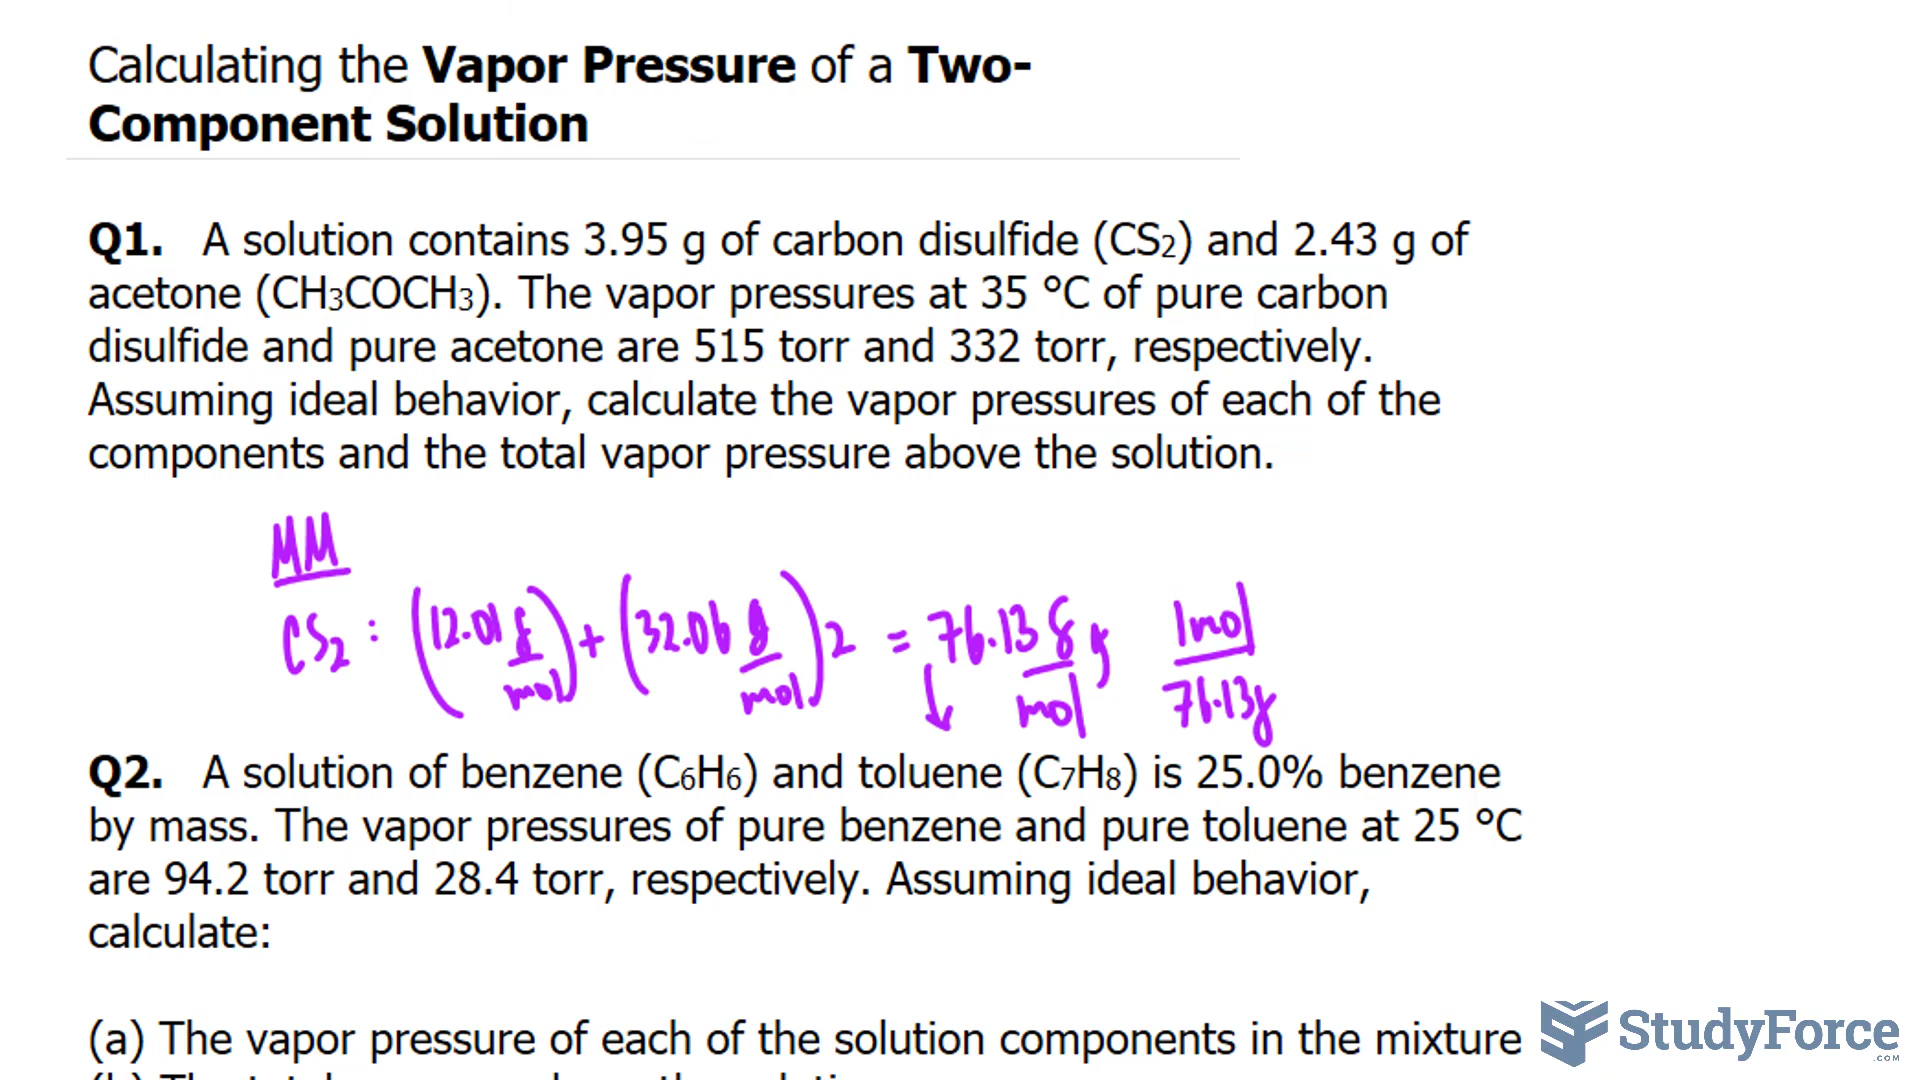 Calculating the Vapor Pressure of a Two-
Component Solution
Q1. A solution contains 3.95 g of carbon disulfide (CS2) and 2.43 g of
acetone (CH3COCH3). The vapor pressures at 35 °C of pure carbon
disulfide and pure acetone are 515 torr and 332 torr, respectively.
Assuming ideal behavior, calculate the vapor pressures of each of the
components and the total vapor pressure above the solution.
MM
CS2 : (12.01 g/mol) + (32.06 g/mol) 2 = 76.13 g/mol g 1 mol/76.13g
Q2. A solution of benzene (C6H6) and toluene (C7H8) is 25.0% benzene
by mass. The vapor pressures of pure benzene and pure toluene at 25 °C
are 94.2 torr and 28.4 torr, respectively. Assuming ideal behavior,
calculate:
(a) The vapor pressure of each of the solution components in the mixture
StudyForce
.COM